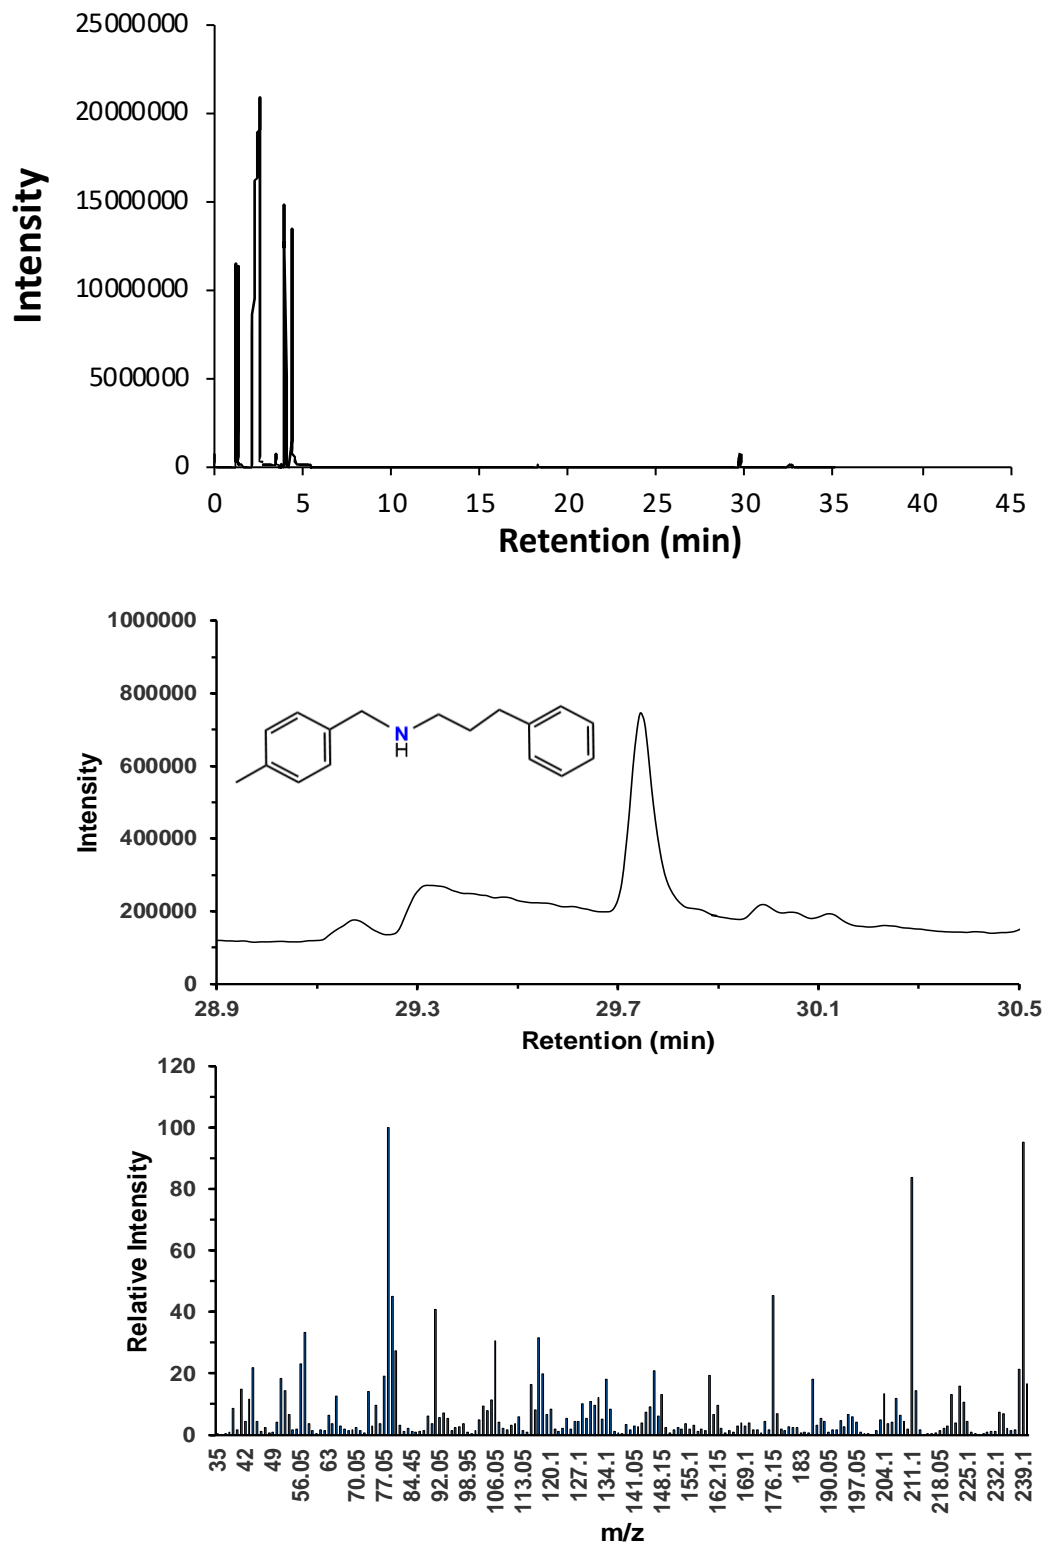 25000000
20000000
15000000
10000000
5000000
0
Intensity
0 5 10 15 20 25 30 35 40 45
Retention (min)
1000000
800000
600000
400000
200000
0
Intensity
N
H
28.9 29.3 29.7 30.1 30.5
Retention (min)
120
100
80
60
40
20
0
Relative Intensity
35 42 49 56.05 63 70.05 77.05 84.45 92.05 98.95 106.05 113.05 120.1 127.1 134.1 141.05 148.15 155.1 162.15 169.1 176.15 183 190.05 197.05 204.1 211.1 218.05 225.1 232.1 239.1
m/z